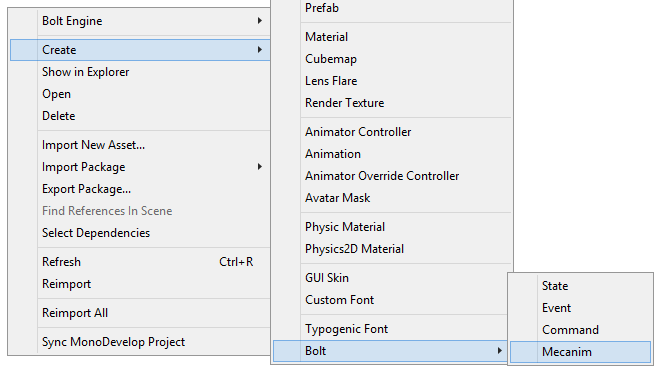 Bolt Engine
Create
Show in Explorer
Open
Delete
Import New Asset...
Import Package
Export Package...
Find References In Scene
Select Dependencies
Refresh Ctrl+R
Reimport
Reimport All
Sync MonoDevelop Project
Prefab
Material
Cubemap
Lens Flare
Render Texture
Animator Controller
Animation
Animator Override Controller
Avatar Mask
Physic Material
Physics2D Material
GUI Skin
Custom Font
Typogenic Font
Bolt
State
Event
Command
Mecanim